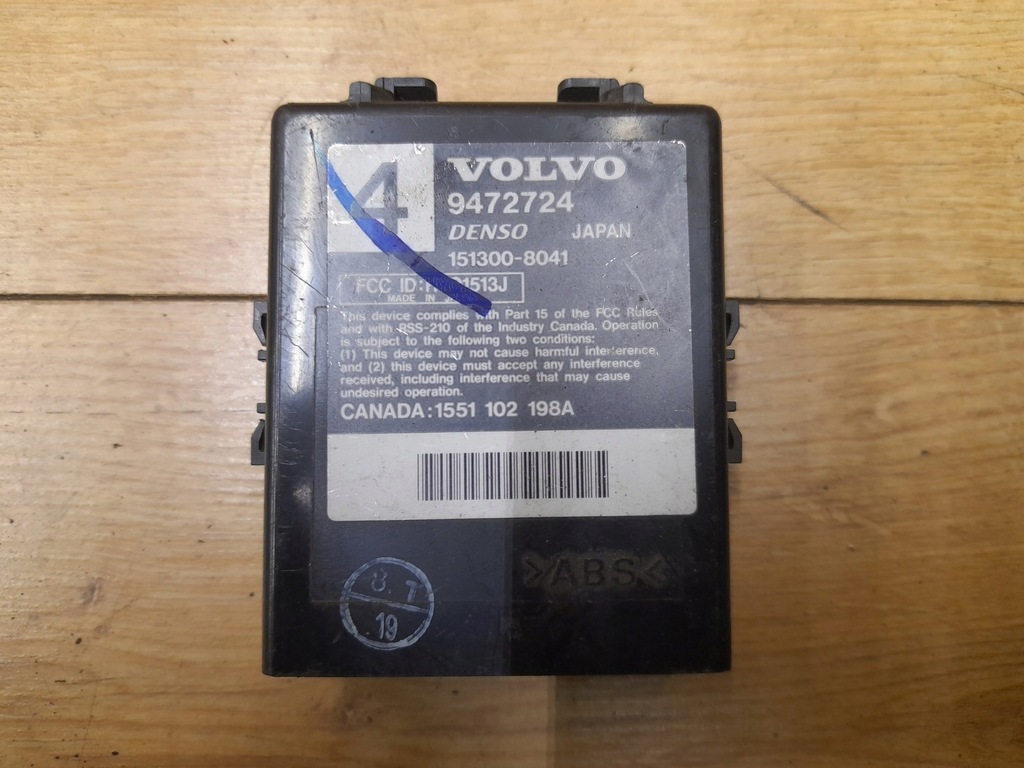 4
VOLVO
9472724
DENSO JAPAN
151300-8041
FCC ID:
MADE IN
This device complies with Part 15 of the FCC Rules
and with RSS-210 of the Industry Canada. Operation
is subject to the following two conditions:
(1) This device may not cause harmful interference,
and (2) this device must accept any interference
received, including interference that may cause
undesired operation.
CANADA:1551 102 198A
>ABS<
8. 7
19